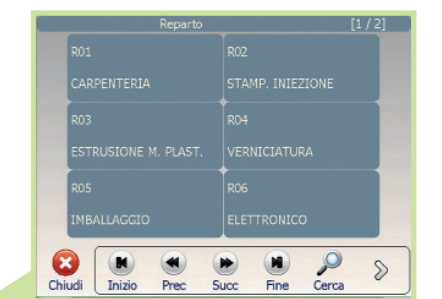 Reparto [1 / 2]
R01
CARPENTERIA
R02
STAMP. INIEZIONE
R03
ESTRUSIONE M. PLAST.
R04
VERNICIATURA
R05
IMBALLAGGIO
R06
ELETTRONICO
Chiudi Inizio Prec Succ Fine Cerca